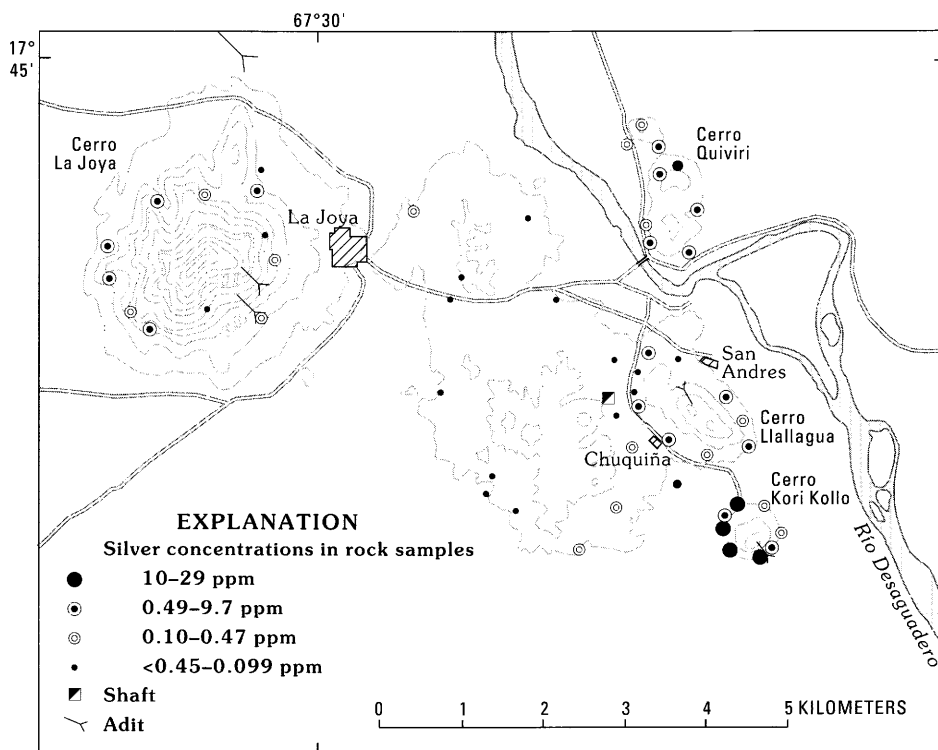 67°30'
17°
45'
Cerro
La Joya
La Joya
Cerro
Quiviri
San
Andres
Cerro
Llallagua
Chuquiña
Cerro
Kori Kollo
Río Desaguadero
EXPLANATION
Silver concentrations in rock samples
10–29 ppm
0.49–9.7 ppm
0.10–0.47 ppm
<0.45–0.099 ppm
Shaft
Adit
0 1 2 3 4 5 KILOMETERS